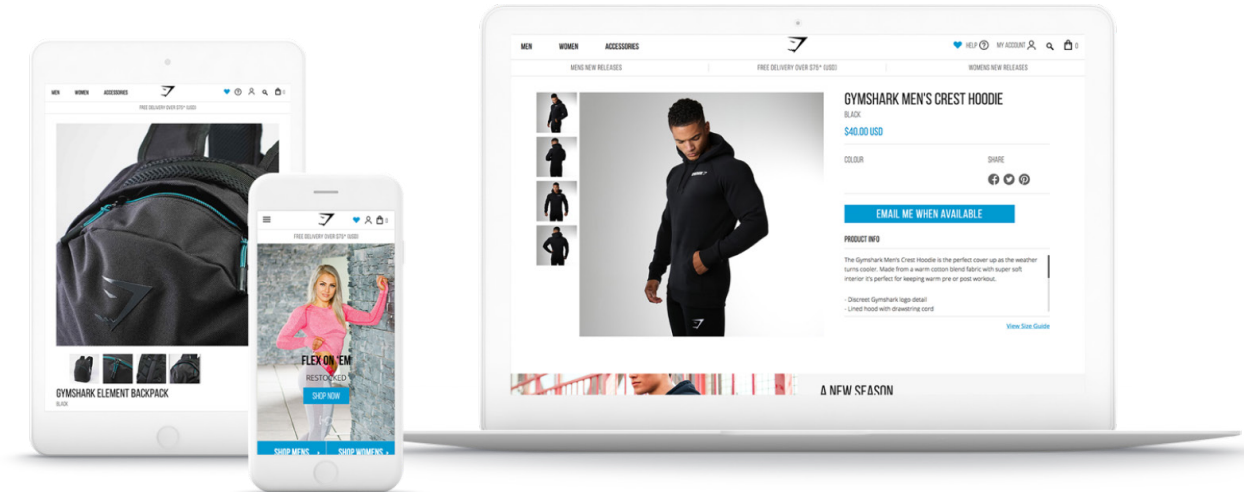 MEN WOMEN ACCESSORIES
0
FREE DELIVERY OVER $75* (USD)
GYMSHARK ELEMENT BACKPACK
BLACK
0
FREE DELIVERY OVER $75* (USD)
FLEX ON 'EM
RESTOCKED
SHOP NOW
SHOP MENS
SHOP WOMENS
MEN WOMEN ACCESSORIES
HELP ? MY ACCOUNT 0
MENS NEW RELEASES
FREE DELIVERY OVER $75* (USD)
WOMENS NEW RELEASES
GYMSHARK
GYMSHARK MEN'S CREST HOODIE
BLACK
$40.00 USD
COLOUR
SHARE
EMAIL ME WHEN AVAILABLE
PRODUCT INFO
The Gymshark Men's Crest Hoodie is the perfect cover up as the weather
turns cooler. Made from a warm cotton blend fabric with super soft
interior it's perfect for keeping warm pre or post workout.
- Discreet Gymshark logo detail
- Lined hood with drawstring cord
View Size Guide
A NEW SEASON